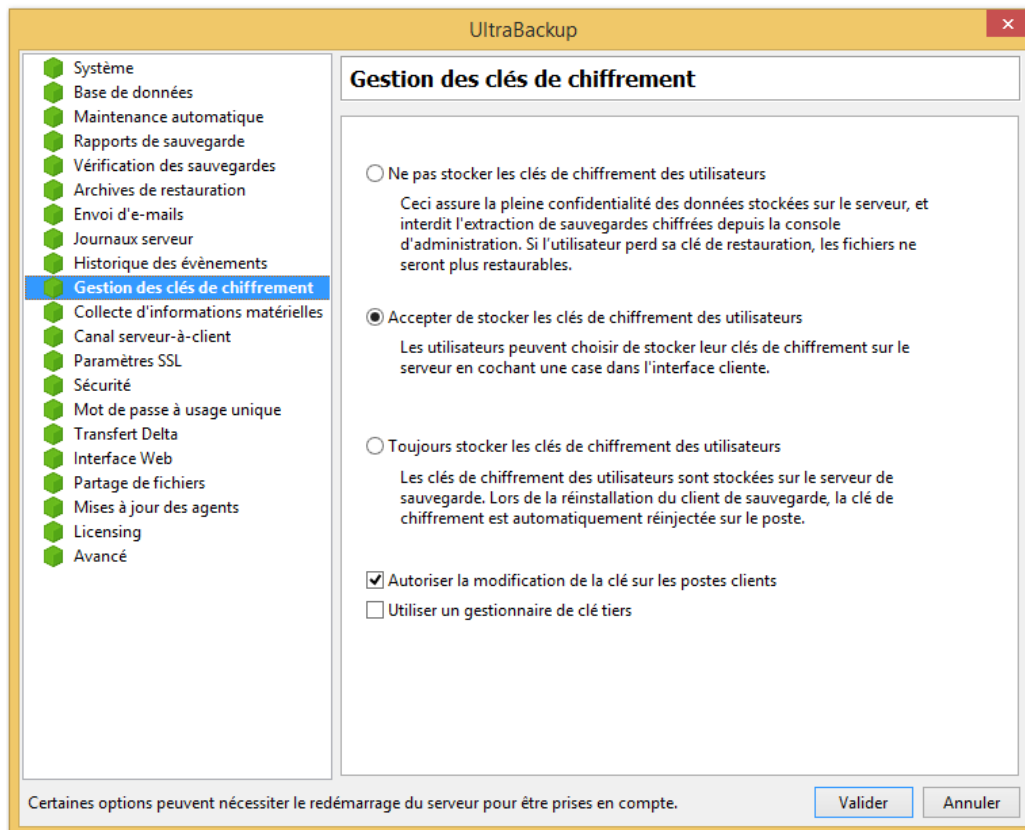 UltraBackup
Système
Base de données
Maintenance automatique
Rapports de sauvegarde
Vérification des sauvegardes
Archives de restauration
Envoi d'e-mails
Journaux serveur
Historique des évènements
Gestion des clés de chiffrement
Collecte d'informations matérielles
Canal serveur-à-client
Paramètres SSL
Sécurité
Mot de passe à usage unique
Transfert Delta
Interface Web
Partage de fichiers
Mises à jour des agents
Licensing
Avancé
Gestion des clés de chiffrement
Ne pas stocker les clés de chiffrement des utilisateurs
Ceci assure la pleine confidentialité des données stockées sur le serveur, et
interdit l'extraction de sauvegardes chiffrées depuis la console
d'administration. Si l'utilisateur perd sa clé de restauration, les fichiers ne
seront plus restaurables.
Accepter de stocker les clés de chiffrement des utilisateurs
Les utilisateurs peuvent choisir de stocker leur clés de chiffrement sur le
serveur en cochant une case dans l'interface cliente.
Toujours stocker les clés de chiffrement des utilisateurs
Les clés de chiffrement des utilisateurs sont stockées sur le serveur de
sauvegarde. Lors de la réinstallation du client de sauvegarde, la clé de
chiffrement est automatiquement réinjectée sur le poste.
Autoriser la modification de la clé sur les postes clients
Utiliser un gestionnaire de clé tiers
Certaines options peuvent nécessiter le redémarrage du serveur pour être prises en compte.
Valider
Annuler